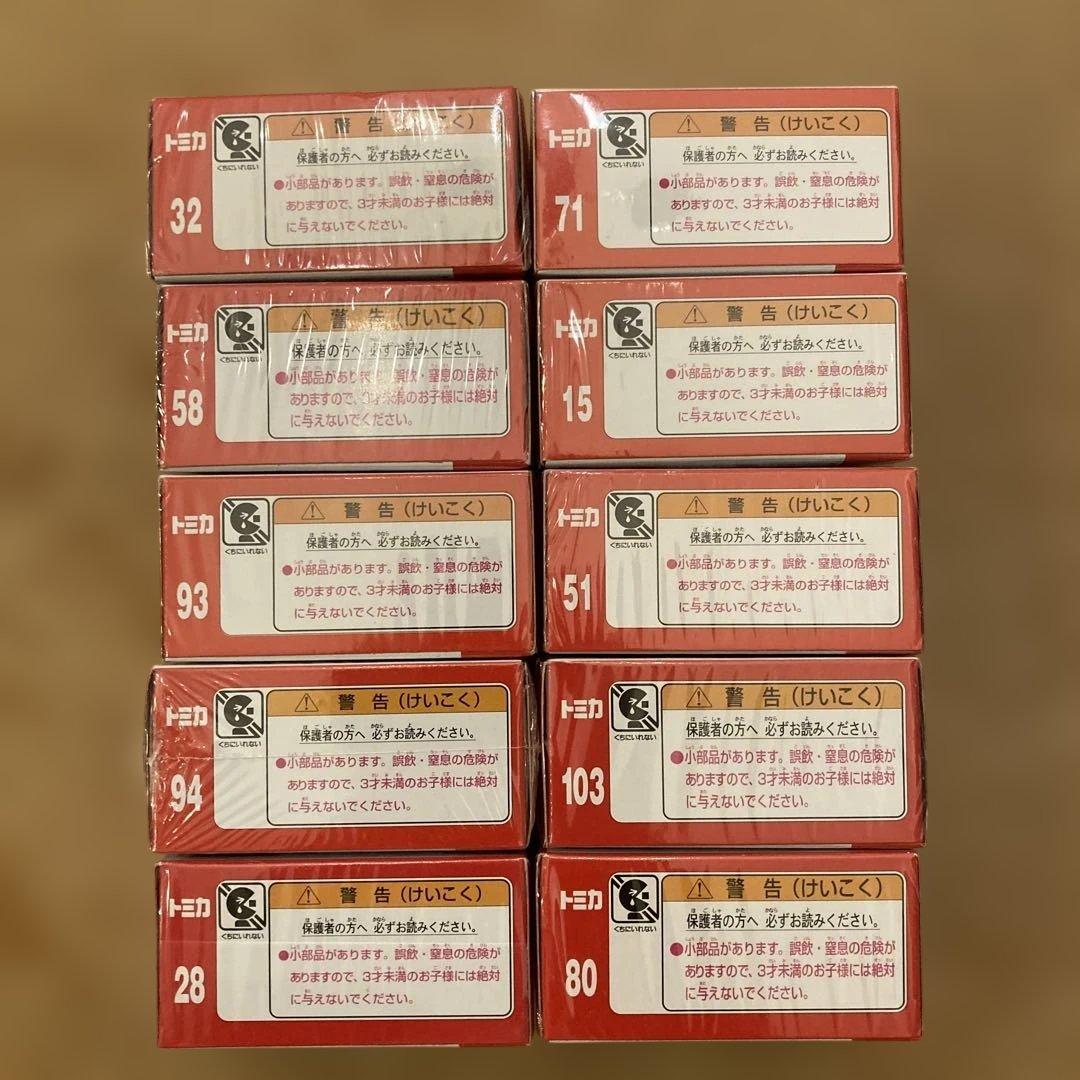 トミカ
32
くちにいれない
警告(けいこく)
保護者の方へ 必ずお読みください。
●小部品があります。誤飲・窒息の危険が
ありますので、3才未満のお子様には絶対
に与えないでください。
トミカ
71
くちにいれない
警告(けいこく)
保護者の方へ 必ずお読みください。
●小部品があります。誤飲・窒息の危険が
ありますので、3才未満のお子様には絶対
に与えないでください。
トミカ
58
くちにいれない
警告(けいこく)
保護者の方へ 必ずお読みください。
●小部品があります。誤飲・窒息の危険が
ありますので、3才未満のお子様には絶対
に与えないでください。
トミカ
15
くちにいれない
警告(けいこく)
保護者の方へ 必ずお読みください。
●小部品があります。誤飲・窒息の危険が
ありますので、3才未満のお子様には絶対
に与えないでください。
トミカ
93
くちにいれない
警告(けいこく)
保護者の方へ 必ずお読みください。
●小部品があります。誤飲・窒息の危険が
ありますので、3才未満のお子様には絶対
に与えないでください。
トミカ
51
くちにいれない
警告(けいこく)
保護者の方へ 必ずお読みください。
●小部品があります。誤飲・窒息の危険が
ありますので、3才未満のお子様には絶対
に与えないでください。
トミカ
94
くちにいれない
警告(けいこく)
保護者の方へ 必ずお読みください。
●小部品があります。誤飲・窒息の危険が
ありますので、3才未満のお子様には絶対
に与えないでください。
トミカ
103
くちにいれない
警告(けいこく)
保護者の方へ 必ずお読みください。
●小部品があります。誤飲・窒息の危険が
ありますので、3才未満のお子様には絶対
に与えないでください。
トミカ
28
くちにいれない
警告(けいこく)
保護者の方へ 必ずお読みください。
●小部品があります。誤飲・窒息の危険が
ありますので、3才未満のお子様には絶対
に与えないでください。
トミカ
80
くちにいれない
警告(けいこく)
保護者の方へ 必ずお読みください。
●小部品があります。誤飲・窒息の危険が
ありますので、3才未満のお子様には絶対
に与えないでください。